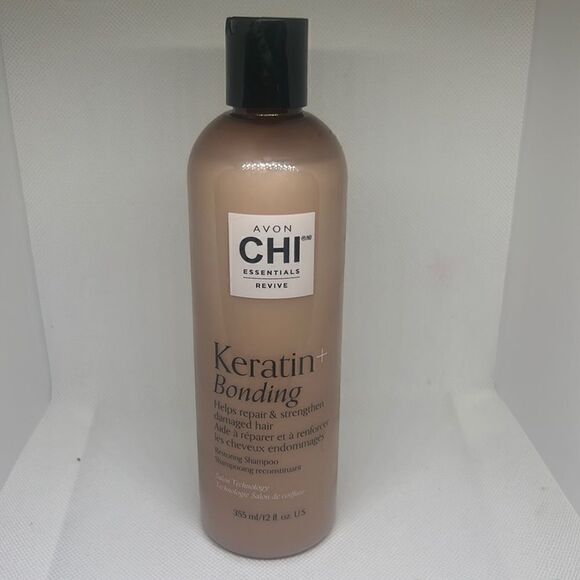 AVON
CHI®/MD
ESSENTIALS
REVIVE
Keratin+
Bonding
Helps repair & strengthen
damaged hair
Aide à réparer et à renforcer
les cheveux endommagés
Restoring Shampoo
Shampooing reconstituant
Salon Technology
Technologie Salon de coiffure
355 ml/12 fl. oz. U.S